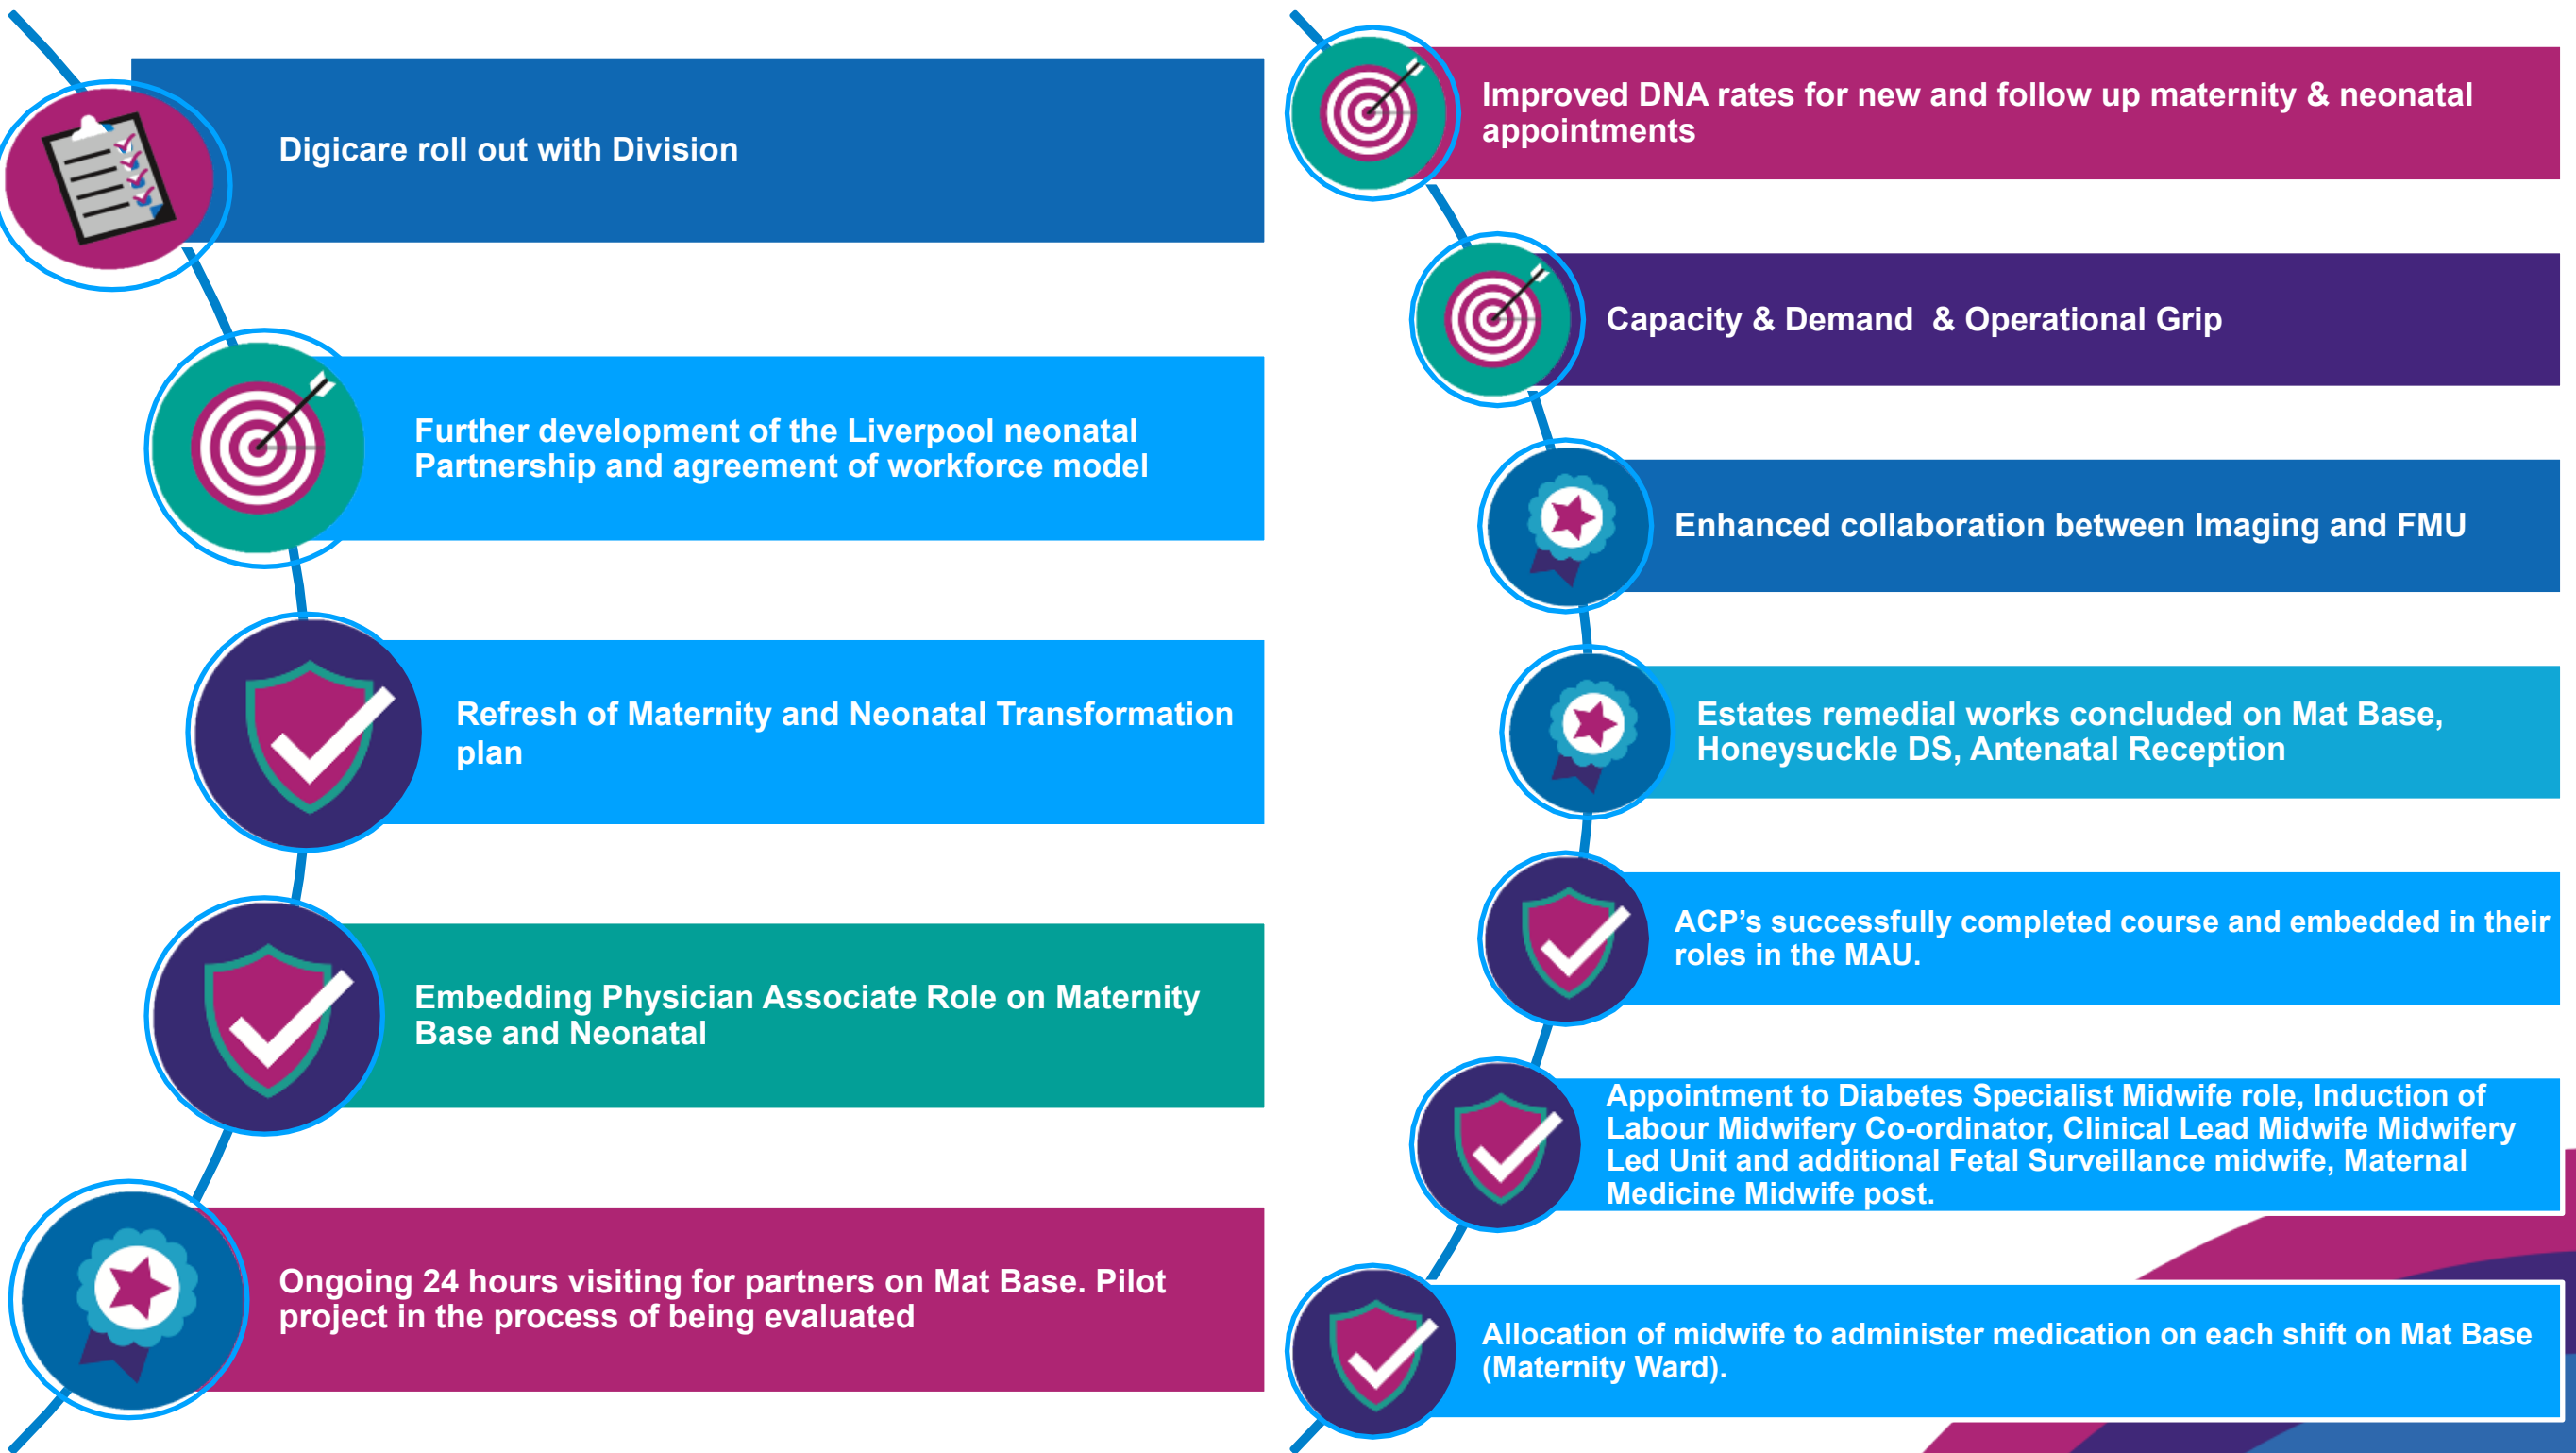 Digicare roll out with Division
Further development of the Liverpool neonatal
Partnership and agreement of workforce model
Refresh of Maternity and Neonatal Transformation
plan
Embedding Physician Associate Role on Maternity
Base and Neonatal
Ongoing 24 hours visiting for partners on Mat Base. Pilot
project in the process of being evaluated
Improved DNA rates for new and follow up maternity & neonatal
appointments
Capacity & Demand  & Operational Grip
Enhanced collaboration between Imaging and FMU
Estates remedial works concluded on Mat Base,
Honeysuckle DS, Antenatal Reception
ACP’s successfully completed course and embedded in their
roles in the MAU.
Appointment to Diabetes Specialist Midwife role, Induction of
Labour Midwifery Co-ordinator, Clinical Lead Midwife Midwifery
Led Unit and additional Fetal Surveillance midwife, Maternal
Medicine Midwife post.
Allocation of midwife to administer medication on each shift on Mat Base
(Maternity Ward).